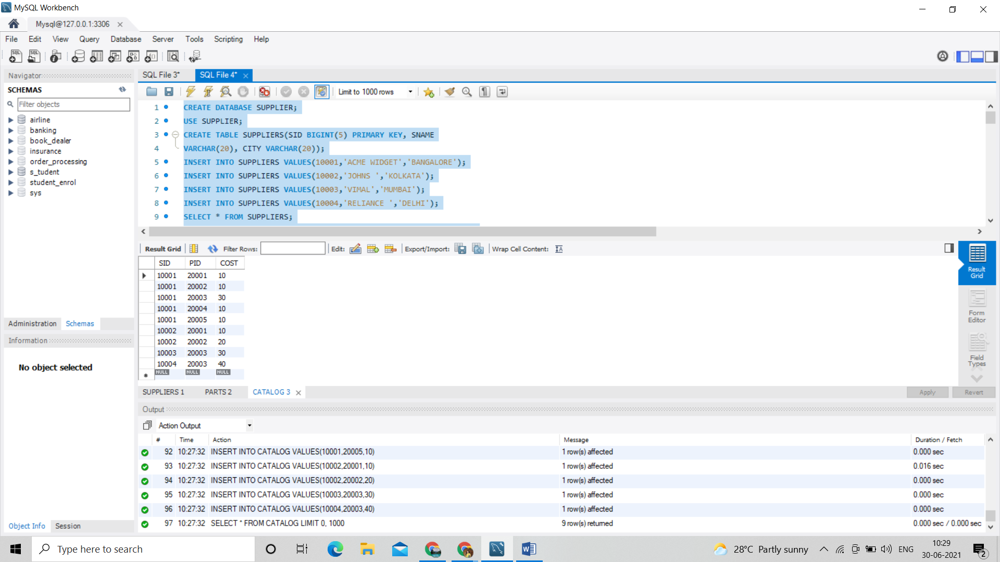 MySQL Workbench
Mysql@127.0.0.1:3306
File Edit View Query Database Server Tools Scripting Help
Navigator
SCHEMAS
Filter objects
airline
banking
book_dealer
insurance
order_processing
s_tudent
student_enrol
sys
Administration Schemas
Information
No object selected
Object Info Session
SQL File 3* SQL File 4*
Limit to 1000 rows
1 CREATE DATABASE SUPPLIER;
2 USE SUPPLIER;
3 CREATE TABLE SUPPLIERS(SID BIGINT(5) PRIMARY KEY, SNAME
4 VARCHAR(20), CITY VARCHAR(20));
5 INSERT INTO SUPPLIERS VALUES(10001,'ACME WIDGET','BANGALORE');
6 INSERT INTO SUPPLIERS VALUES(10002,'JOHNS ','KOLKATA');
7 INSERT INTO SUPPLIERS VALUES(10003,'VIMAL','MUMBAI');
8 INSERT INTO SUPPLIERS VALUES(10004,'RELIANCE ','DELHI');
9 SELECT * FROM SUPPLIERS;
Result Grid Filter Rows: Edit: Export/Import: Wrap Cell Content:
SID PID COST
10001 20001 10
10001 20002 10
10001 20003 30
10001 20004 10
10001 20005 10
10002 20001 10
10002 20002 20
10003 20003 30
10004 20003 40
NULL NULL NULL
Result Grid
Form Editor
Field Types
SUPPLIERS 1 PARTS 2 CATALOG 3 Apply Revert
Output
Action Output
# Time Action Message Duration / Fetch
92 10:27:32 INSERT INTO CATALOG VALUES(10001,20005,10) 1 row(s) affected 0.000 sec
93 10:27:32 INSERT INTO CATALOG VALUES(10002,20001,10) 1 row(s) affected 0.016 sec
94 10:27:32 INSERT INTO CATALOG VALUES(10002,20002,20) 1 row(s) affected 0.000 sec
95 10:27:32 INSERT INTO CATALOG VALUES(10003,20003,30) 1 row(s) affected 0.000 sec
96 10:27:32 INSERT INTO CATALOG VALUES(10004,20003,40) 1 row(s) affected 0.000 sec
97 10:27:32 SELECT * FROM CATALOG LIMIT 0, 1000 9 row(s) returned 0.000 sec / 0.000 sec
Type here to search
28°C Partly sunny ENG
10:29
30-06-2021
2